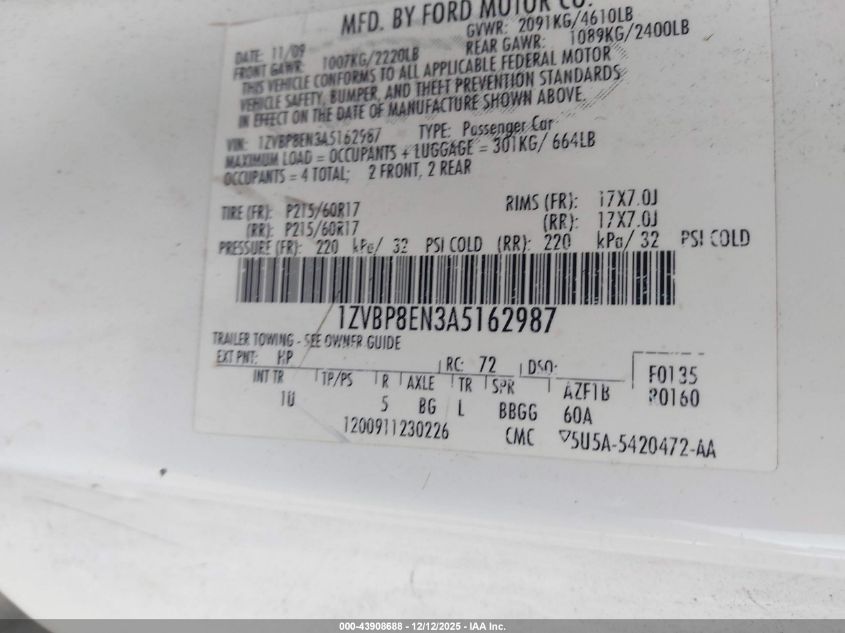 MFD. BY FORD MOTOR CO.
DATE: 11/09 GVWR: 2091KG/4610LB
FRONT GAWR: 1007KG/2220LB REAR GAWR: 1089KG/2400LB
THIS VEHICLE CONFORMS TO ALL APPLICABLE FEDERAL MOTOR
VEHICLE SAFETY, BUMPER, AND THEFT PREVENTION STANDARDS
IN EFFECT ON THE DATE OF MANUFACTURE SHOWN ABOVE.
VIN: 1ZVBP8EN3A5162987 TYPE: Passenger Car
MAXIMUM LOAD = OCCUPANTS + LUGGAGE = 301KG/ 664LB
OCCUPANTS = 4 TOTAL; 2 FRONT, 2 REAR
TIRE (FR): P215/60R17 RIMS (FR): 17X7.0J
(RR): P215/60R17 (RR): 17X7.0J
PRESSURE (FR): 220 kPa/ 32 PSI COLD (RR): 220 kPa/ 32 PSI COLD
1ZVBP8EN3A5162987
TRAILER TOWING - SEE OWNER GUIDE
EXT PNT: HP RC: 72 DSO: F0135
INT TR TP/PS R AXLE TR SPR AZF1B R0160
5 BG L BBGG 60A
1200911230226 CMC ▽5U5A-5420472-AA
000-43908688 - 12/12/2025 - IAA Inc.